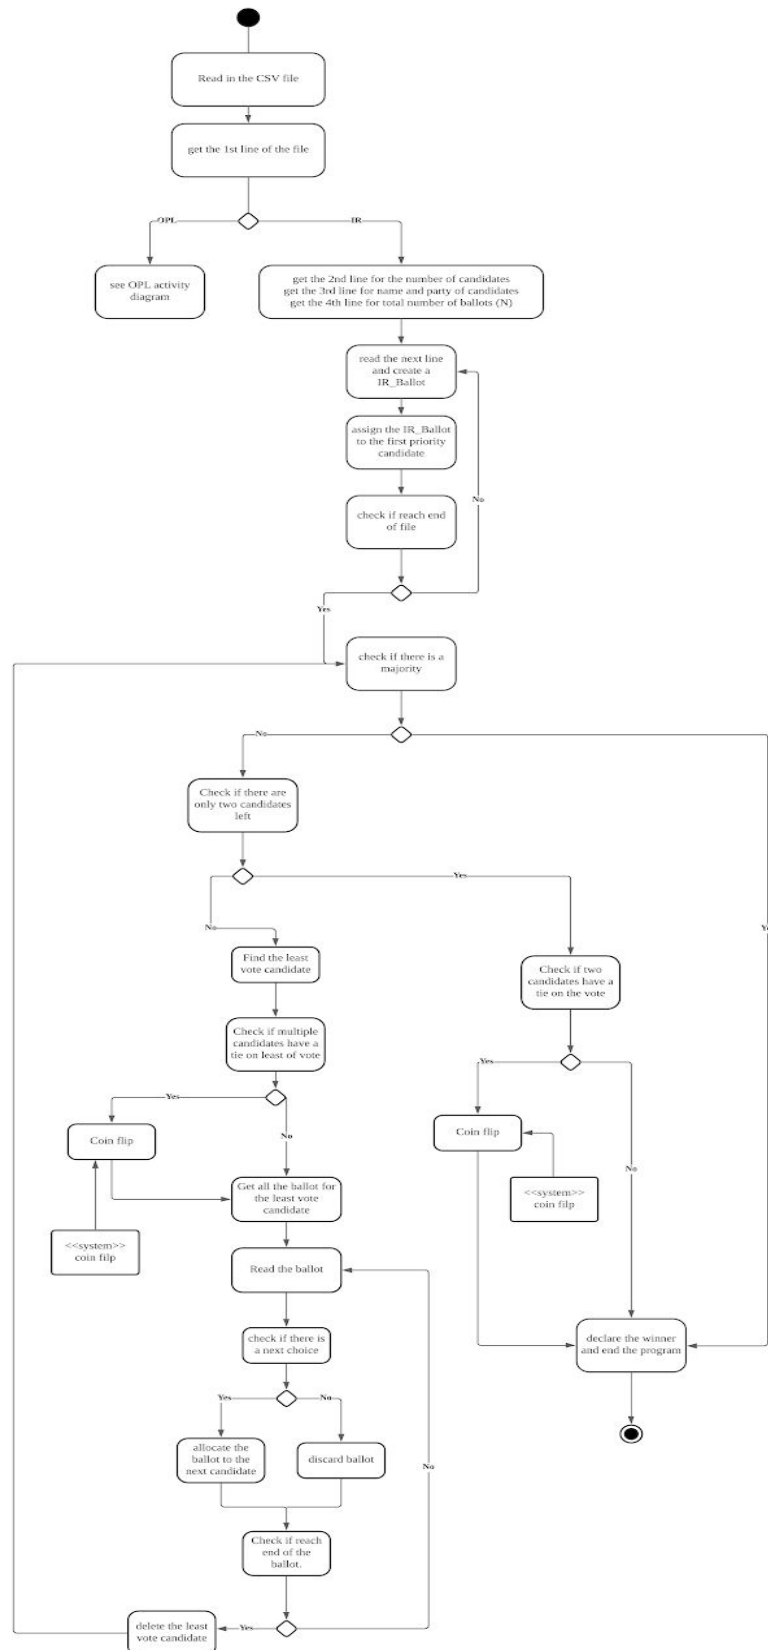 Read in the CSV file
get the 1st line of the file
OPL
IR
see OPL activity
diagram
get the 2nd line for the number of candidates
get the 3rd line for name and party of candidates
get the 4th line for total number of ballots (N)
read the next line
and create a
IR_Ballot
assign the IR_Ballot
to the first priority
candidate
No
check if reach end
of file
Yes
check if there is a
majority
No
Check if there are
only two candidates
left
Yes
No
Find the least
vote candidate
Check if two
candidates have a
tie on the vote
Check if multiple
candidates have a
tie on least of vote
Yes
Yes
Coin flip
No
Coin flip
No
Get all the ballot for
the least vote
candidate
<<system>>
coin filp
<<system>>
coin filp
Read the ballot
check if there is
a next choice
declare the winner
and end the program
Yes
No
allocate the
ballot to the
next candidate
discard ballot
No
Check if reach
end of the
ballot.
Yes
delete the least
vote candidate